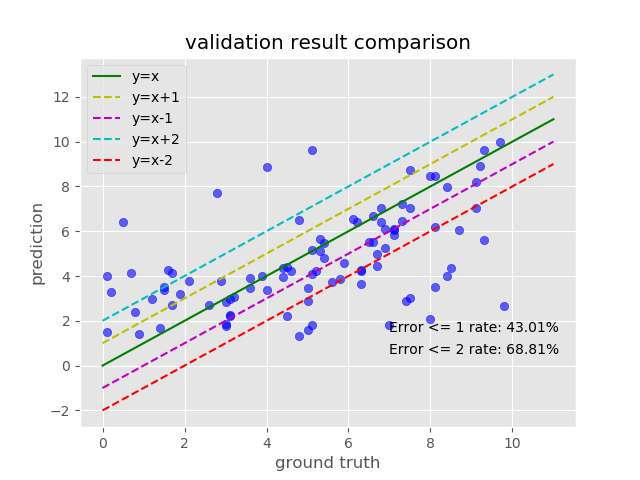 validation result comparison
y=x
y=x+1
y=x-1
y=x+2
y=x-2
12
10
8
6
4
2
0
−2
prediction
Error <= 1 rate: 43.01%
Error <= 2 rate: 68.81%
0 2 4 6 8 10
ground truth